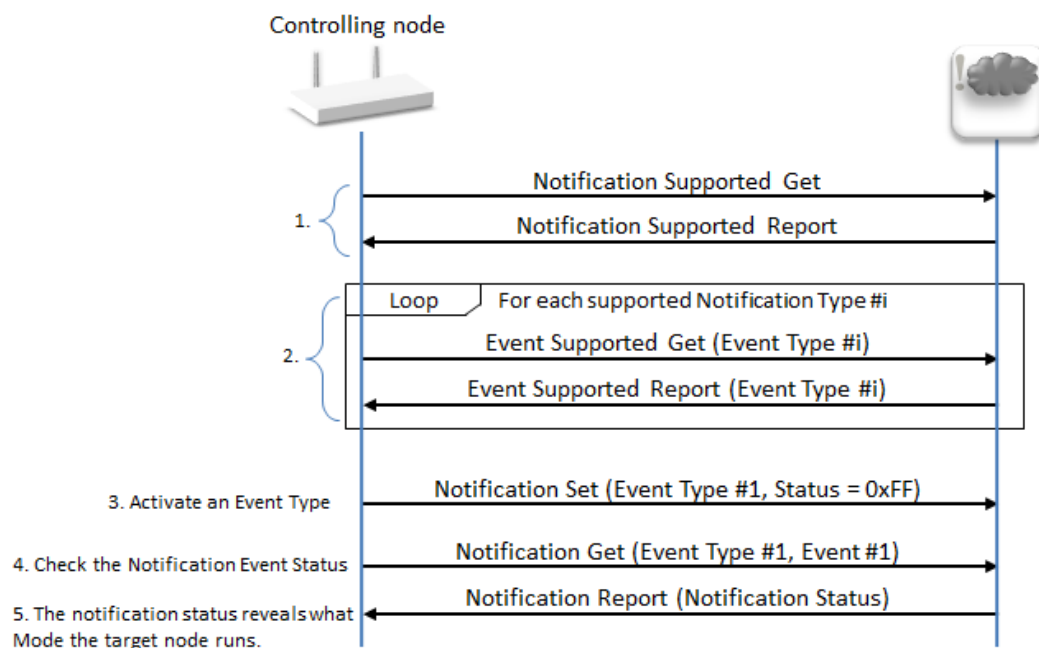 Controlling node
!
Notification Supported Get
1.
Notification Supported Report
Loop
For each supported Notification Type #i
Event Supported Get (Event Type #i)
2.
Event Supported Report (Event Type #i)
3. Activate an Event Type
Notification Set (Event Type #1, Status = 0xFF)
4. Check the Notification Event Status
Notification Get (Event Type #1, Event #1)
Notification Report (Notification Status)
5. The notification status reveals what
Mode the target node runs.